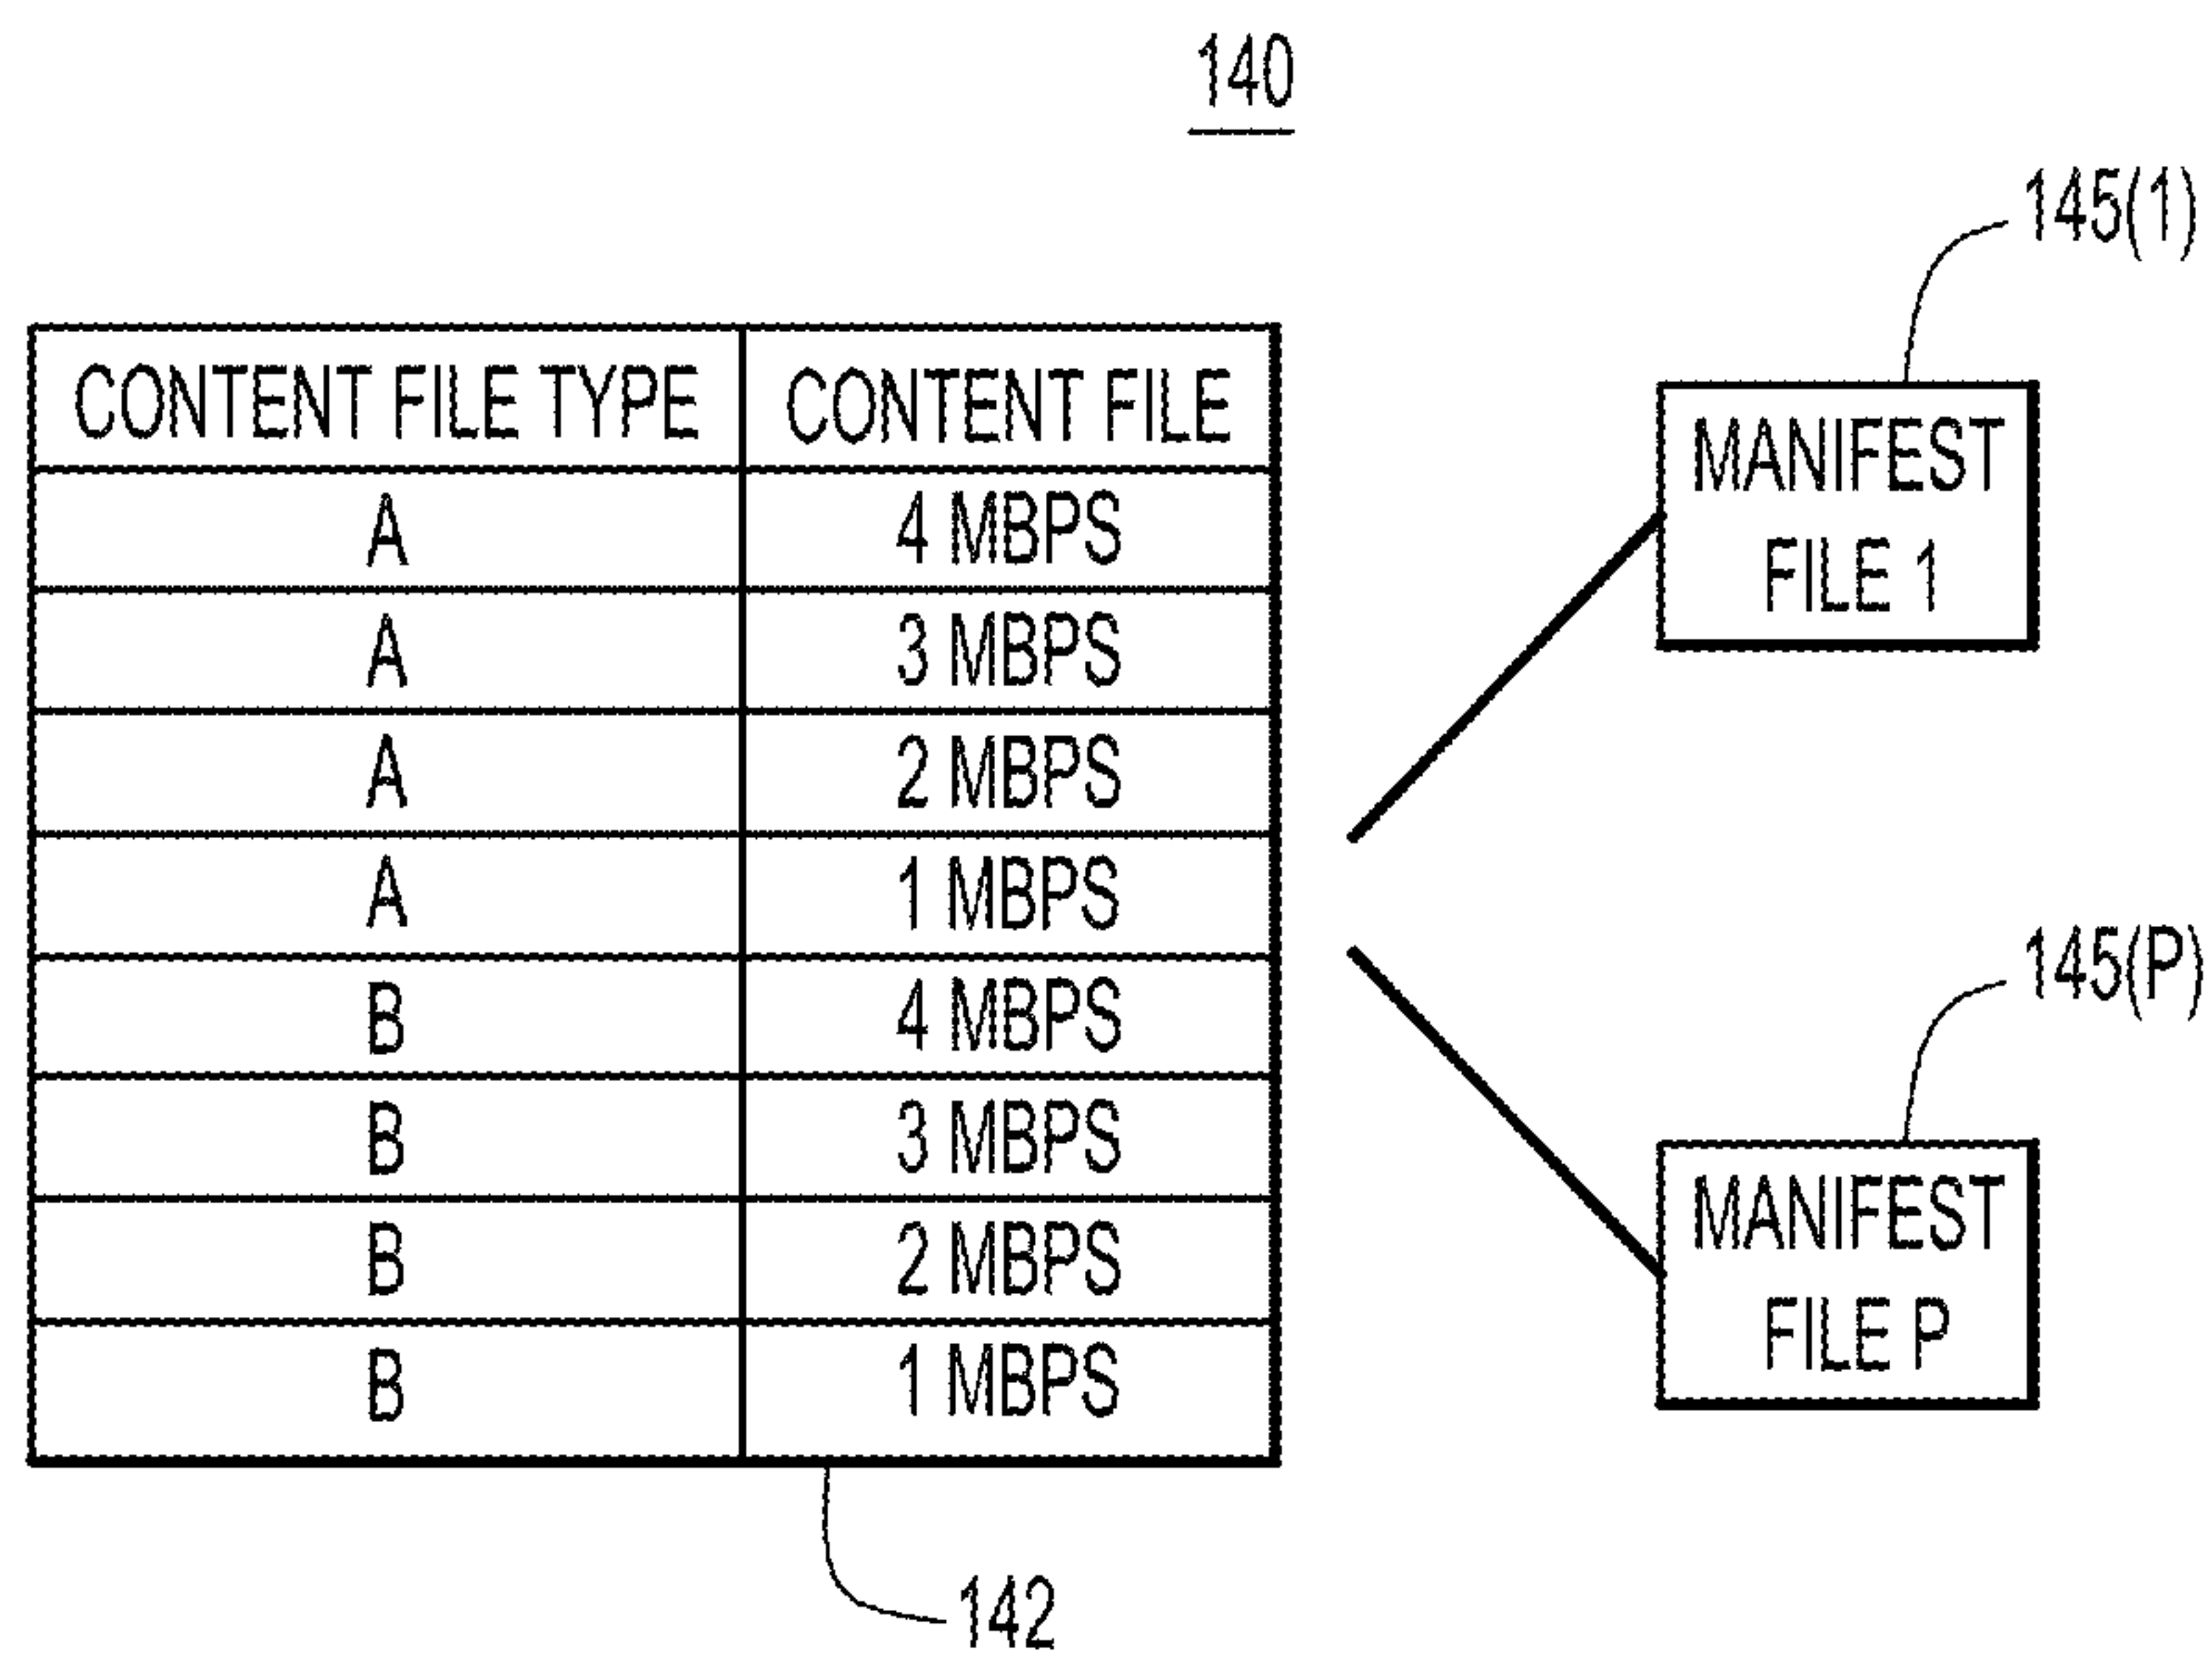 140
145(1)
CONTENT FILE TYPE CONTENT FILE
A 4 MBPS
A 3 MBPS
A 2 MBPS
A 1 MBPS
B 4 MBPS
B 3 MBPS
B 2 MBPS
B 1 MBPS
MANIFEST
FILE 1
145(P)
MANIFEST
FILE P
142